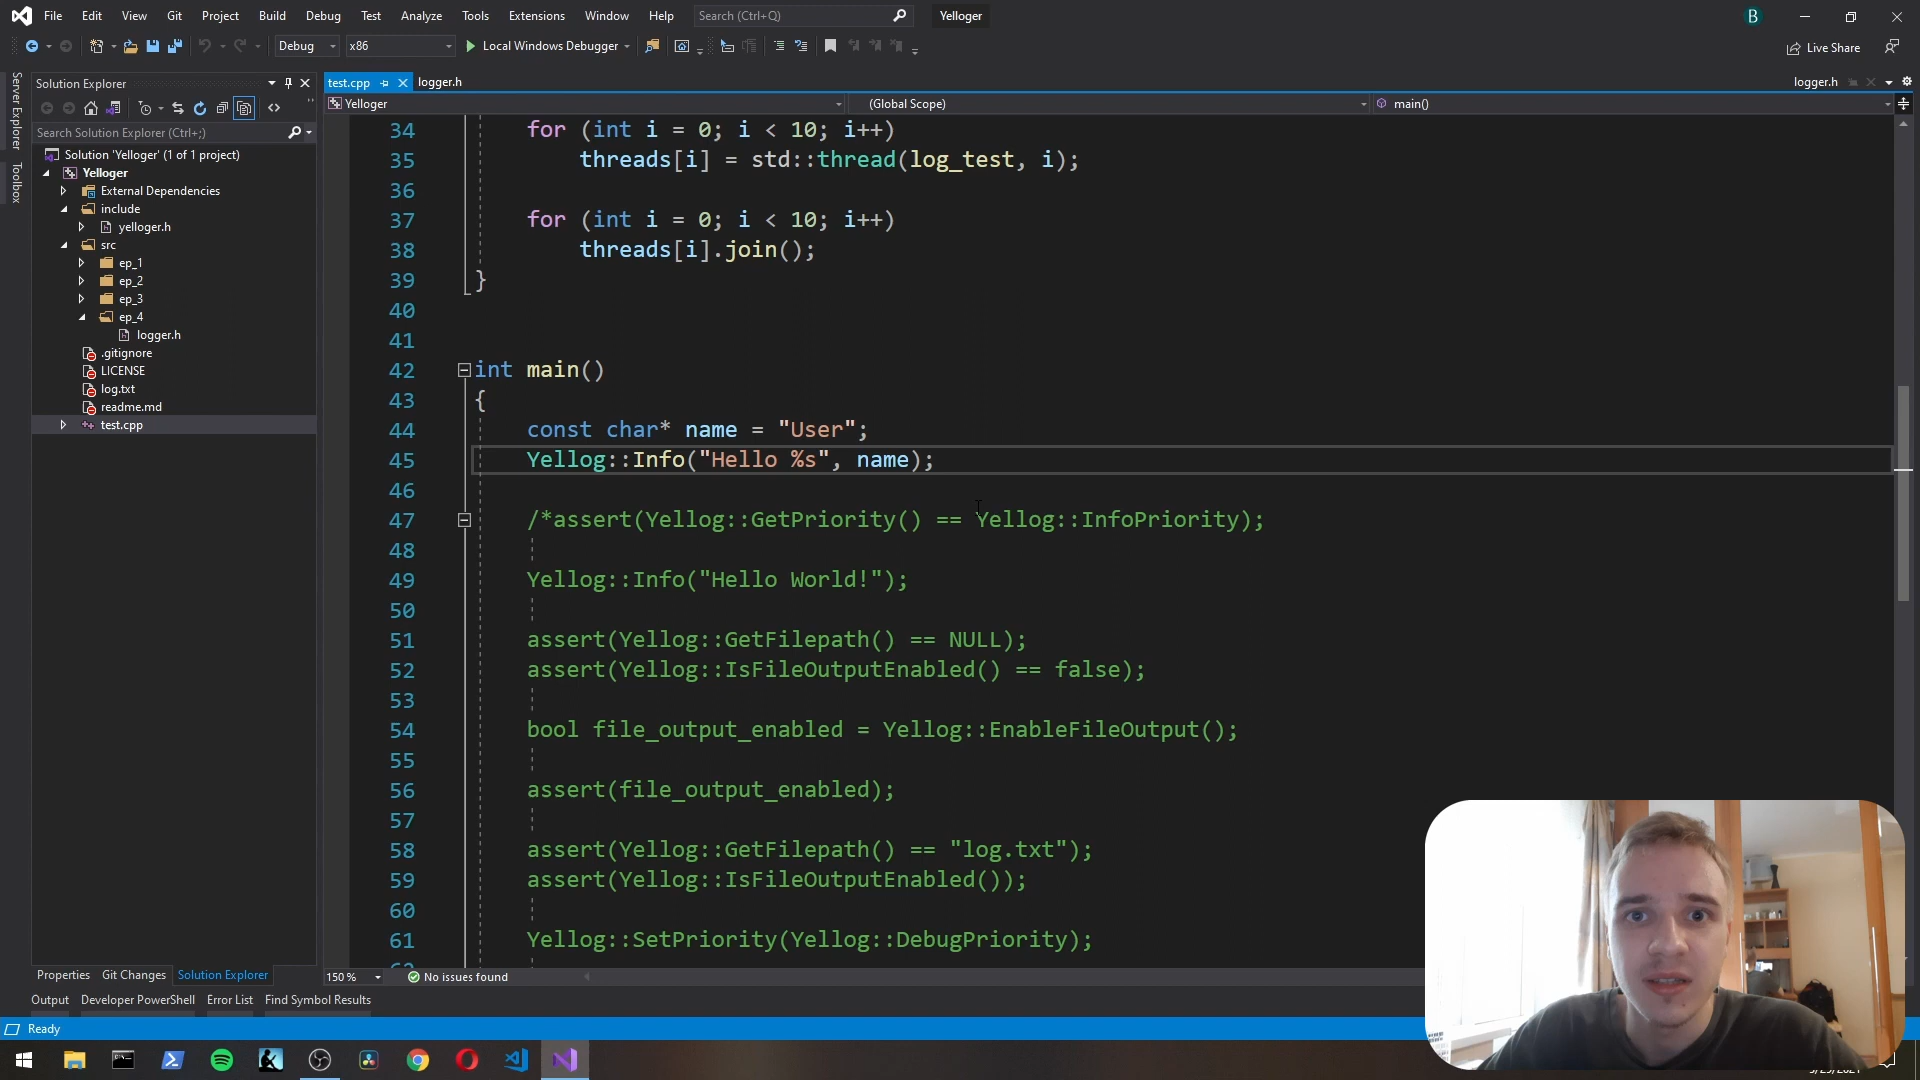 File Edit View Git Project Build Debug Test Analyze Tools Extensions Window Help Search (Ctrl+Q) Yelloger B
Debug x86 Local Windows Debugger Live Share
Server Explorer
Toolbox
Solution Explorer
Search Solution Explorer (Ctrl+;)
Solution 'Yelloger' (1 of 1 project)
Yelloger
External Dependencies
include
yelloger.h
src
ep_1
ep_2
ep_3
ep_4
logger.h
.gitignore
LICENSE
log.txt
readme.md
test.cpp
Properties Git Changes Solution Explorer
test.cpp logger.h logger.h
Yelloger (Global Scope) main()
34 for (int i = 0; i < 10; i++)
35 threads[i] = std::thread(log_test, i);
36
37 for (int i = 0; i < 10; i++)
38 threads[i].join();
39 }
40
41
42 int main()
43 {
44 const char* name = "User";
45 Yellog::Info("Hello %s", name);
46
47 /*assert(Yellog::GetPriority() == Yellog::InfoPriority);
48
49 Yellog::Info("Hello World!");
50
51 assert(Yellog::GetFilepath() == NULL);
52 assert(Yellog::IsFileOutputEnabled() == false);
53
54 bool file_output_enabled = Yellog::EnableFileOutput();
55
56 assert(file_output_enabled);
57
58 assert(Yellog::GetFilepath() == "log.txt");
59 assert(Yellog::IsFileOutputEnabled());
60
61 Yellog::SetPriority(Yellog::DebugPriority);
150 % No issues found
Output Developer PowerShell Error List Find Symbol Results
Ready